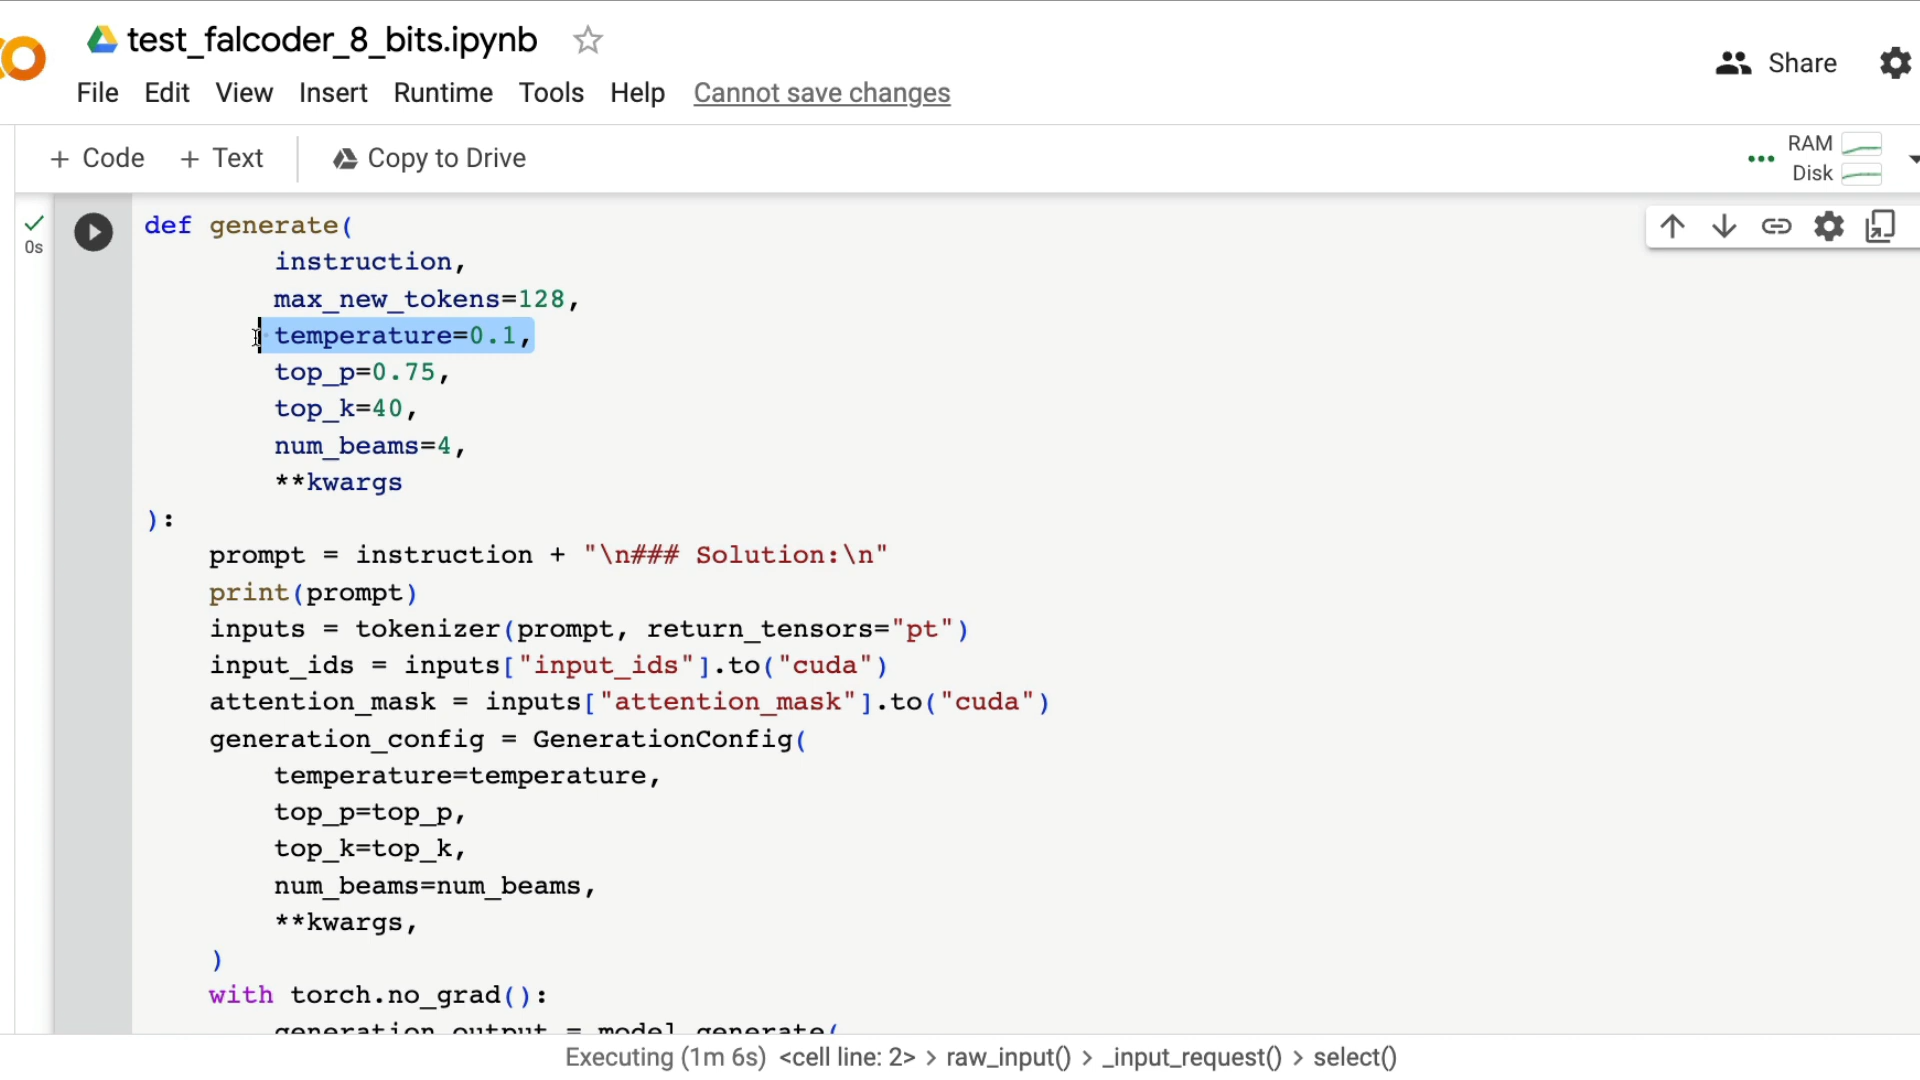 test_falcoder_8_bits.ipynb
File Edit View Insert Runtime Tools Help Cannot save changes
Share
+ Code + Text Copy to Drive
RAM
Disk
0s
def generate(
instruction,
max_new_tokens=128,
temperature=0.1,
top_p=0.75,
top_k=40,
num_beams=4,
**kwargs
):
prompt = instruction + "\n### Solution:\n"
print(prompt)
inputs = tokenizer(prompt, return_tensors="pt")
input_ids = inputs["input_ids"].to("cuda")
attention_mask = inputs["attention_mask"].to("cuda")
generation_config = GenerationConfig(
temperature=temperature,
top_p=top_p,
top_k=top_k,
num_beams=num_beams,
**kwargs,
)
with torch.no_grad():
generation_output = model.generate(
Executing (1m 6s) <cell line: 2> > raw_input() > _input_request() > select()